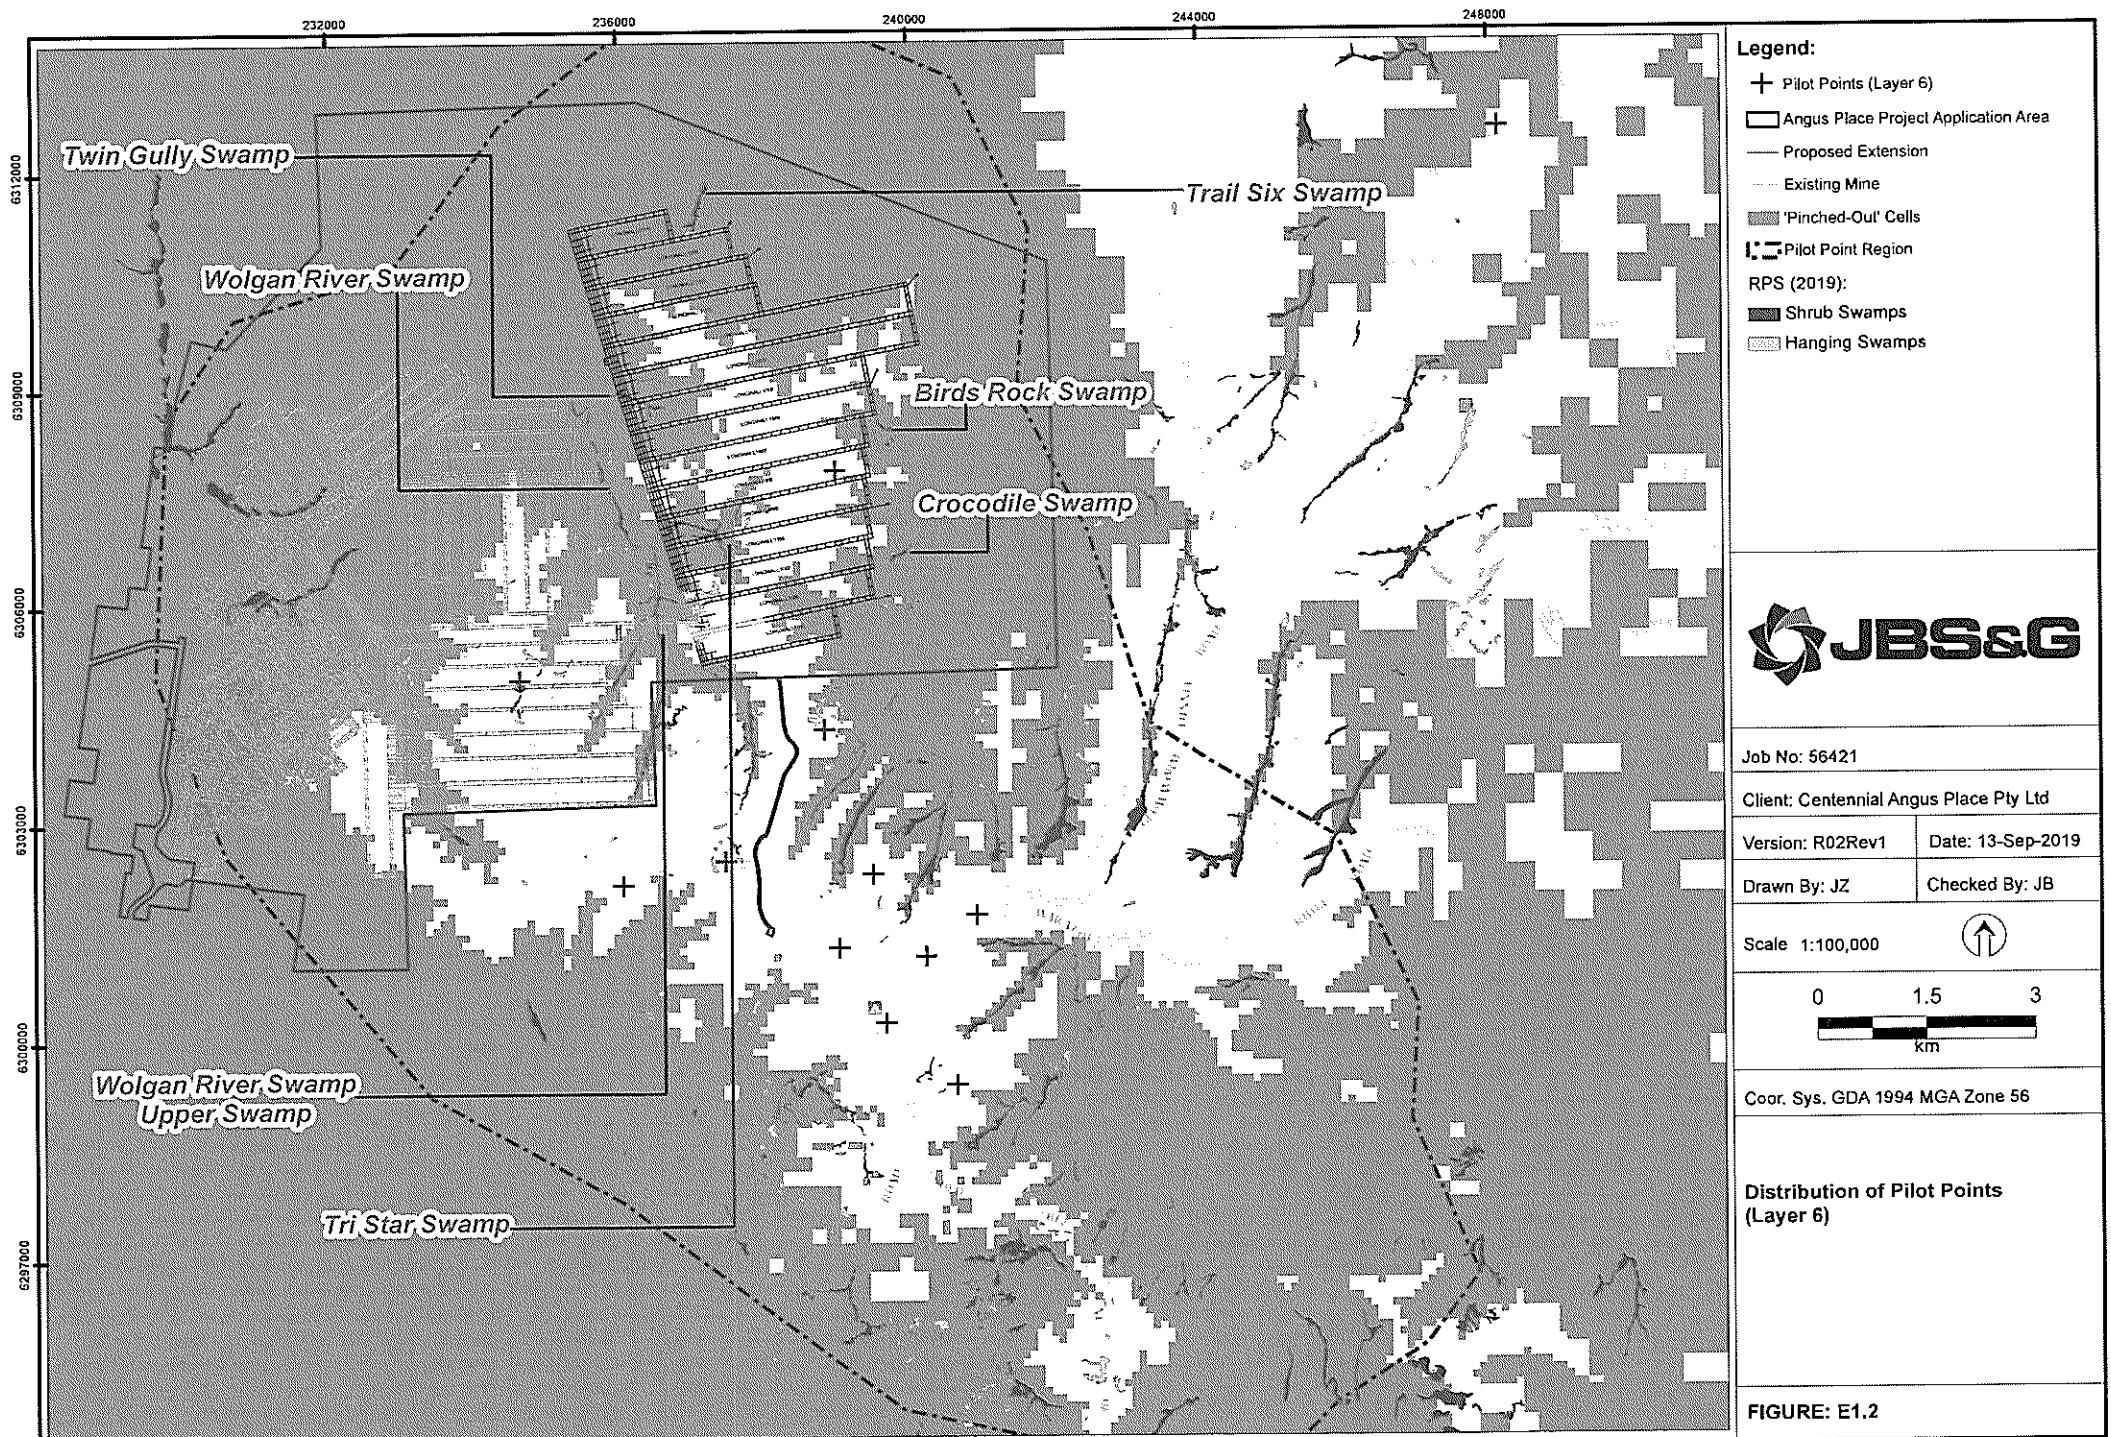 232000
236000
240000
244000
248000
6312000
6309000
6306000
6303000
6300000
6297000
Twin Gully Swamp
Trail Six Swamp
Wolgan River Swamp
Birds Rock Swamp
Crocodile Swamp
Wolgan River Swamp
Upper Swamp
Tri Star Swamp
Legend:
Pilot Points (Layer 6)
Angus Place Project Application Area
Proposed Extension
Existing Mine
'Pinched-Out' Cells
Pilot Point Region
RPS (2019):
Shrub Swamps
Hanging Swamps
JBS&G
Job No: 56421
Client: Centennial Angus Place Pty Ltd
Version: R02Rev1
Date: 13-Sep-2019
Drawn By: JZ
Checked By: JB
Scale 1:100,000
0 1.5 3
km
Coor. Sys. GDA 1994 MGA Zone 56
Distribution of Pilot Points
(Layer 6)
FIGURE: E1.2